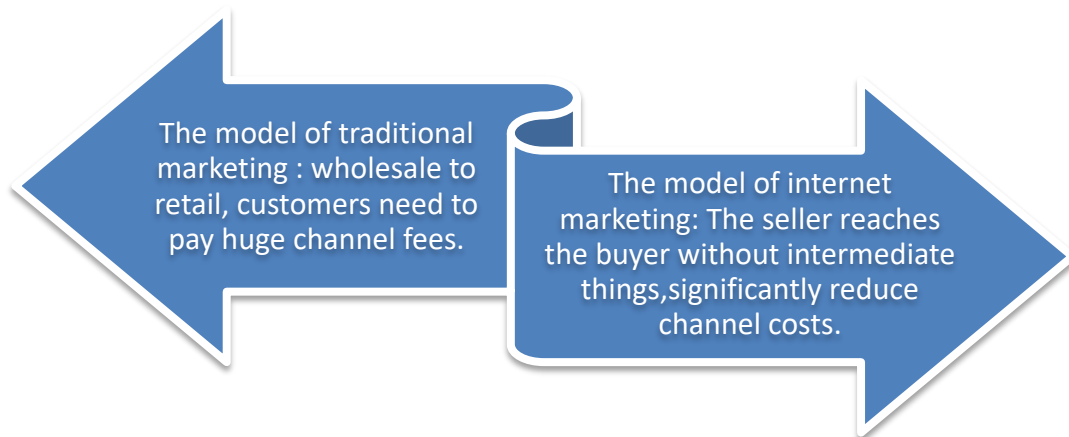 The model of traditional
marketing : wholesale to
retail, customers need to
pay huge channel fees.
The model of internet
marketing: The seller reaches
the buyer without intermediate
things,significantly reduce
channel costs.